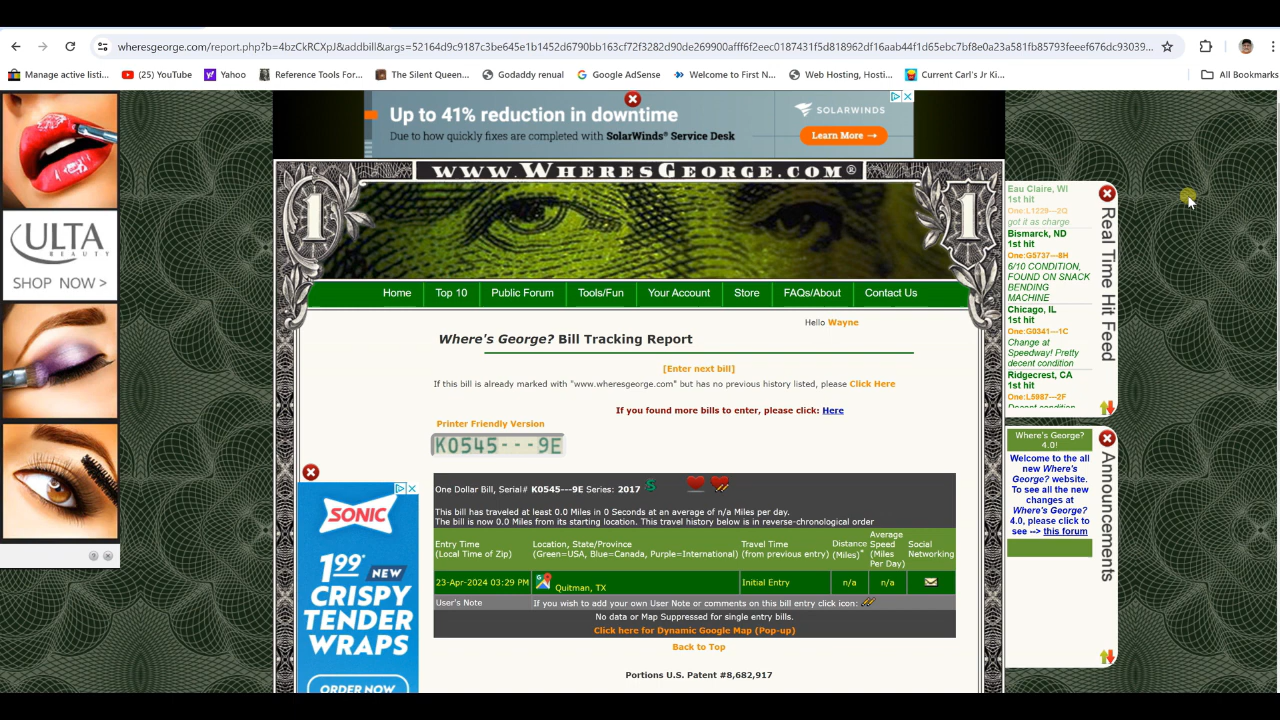 wheresgeorge.com/report.php?b=4bzCkRCXpJ&addbill&args=52164d9c9187c3be645e1b1452d6790bb163cf72f3282d90de269900afff6f2eec0187431f5d818962df16aab44f1d65ebc7bf8e0a23a581fb85793feeef676dc93039...
Manage active listi... (25) YouTube Yahoo Reference Tools For... The Silent Queen... Godaddy renual Google AdSense Welcome to First N... Web Hosting, Hosti... Current Carl's Jr Ki... All Bookmarks
Up to 41% reduction in downtime
Due to how quickly fixes are completed with SolarWinds Service Desk
SOLARWINDS
Learn More →
www.WheresGeorge.com®
1 1
Home Top 10 Public Forum Tools/Fun Your Account Store FAQs/About Contact Us
Hello Wayne
Where's George? Bill Tracking Report
[Enter next bill]
If this bill is already marked with "www.wheresgeorge.com" but has no previous history listed, please Click Here
If you found more bills to enter, please click: Here
Printer Friendly Version
K0545---9E
One Dollar Bill, Serial# K0545---9E Series: 2017
This bill has traveled at least 0.0 Miles in 0 Seconds at an average of n/a Miles per day.
The bill is now 0.0 Miles from its starting location. This travel history below is in reverse-chronological order
Entry Time
(Local Time of Zip)
Location, State/Province
(Green=USA, Blue=Canada, Purple=International)
Travel Time
(from previous entry)
Distance
(Miles)*
Average
Speed
(Miles
Per Day)
Social
Networking
23-Apr-2024 03:29 PM Quitman, TX Initial Entry n/a n/a
User's Note If you wish to add your own User Note or comments on this bill entry click icon:
No data or Map Suppressed for single entry bills.
Click here for Dynamic Google Map (Pop-up)
Back to Top
Portions U.S. Patent #8,682,917
ULTA
BEAUTY
SHOP NOW >
SONIC
1.99 NEW
CRISPY
TENDER
WRAPS
ORDER NOW
Eau Claire, WI
1st hit
One:L1229---2Q
got it as charge
Bismarck, ND
1st hit
One:G5737---8H
6/10 CONDITION,
FOUND ON SNACK
BENDING
MACHINE
Chicago, IL
1st hit
One:G0341---1C
Change at
Speedway! Pretty
decent condition
Ridgecrest, CA
1st hit
One:L5987---2F
Decent condition
Real Time Hit Feed
Where's George?
4.0!
Welcome to the all
new Where's
George? website.
To see all the new
changes at
Where's George?
4.0, please click to
see --> this forum
Announcements